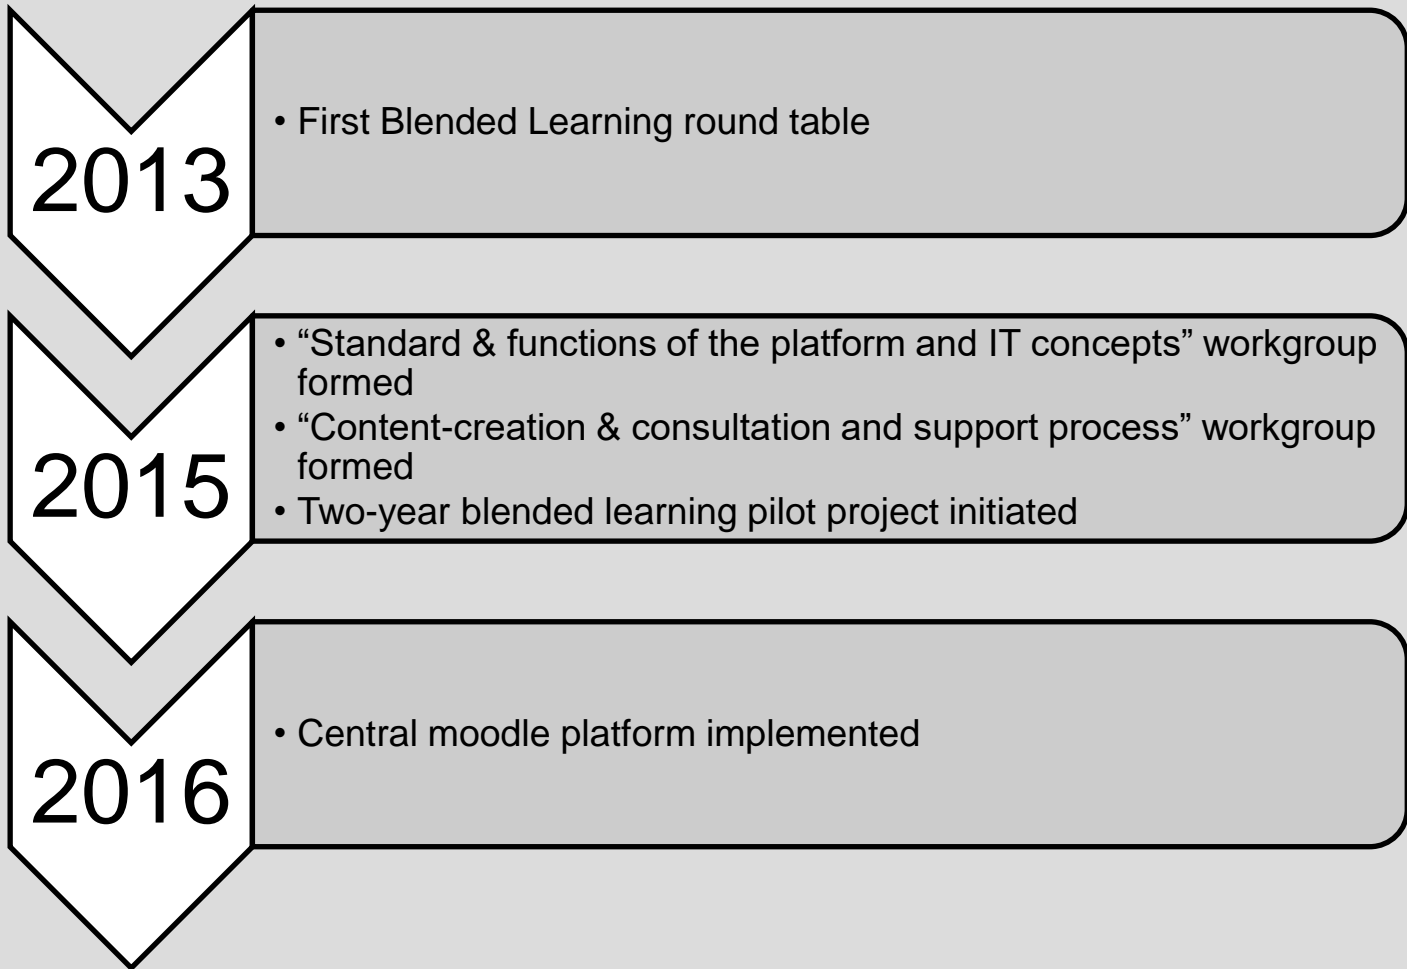 2013
• First Blended Learning round table
2015
• “Standard & functions of the platform and IT concepts” workgroup
formed
• “Content-creation & consultation and support process” workgroup
formed
• Two-year blended learning pilot project initiated
2016
• Central moodle platform implemented